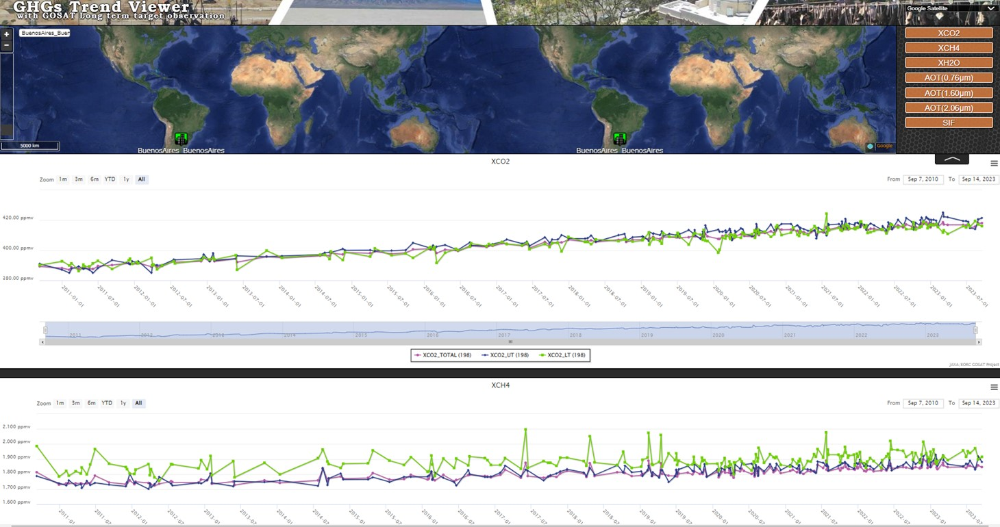 GHGs Trend Viewer
with GOSAT Long term target observation
Google Satellite
+
−
BuenosAires_Buer
XCO2
XCH4
XH2O
AOT(0.76μm)
AOT(1.60μm)
AOT(2.06μm)
SIF
5000 km
BuenosAires BuenosAires
BuenosAires BuenosAires
Google
XCO2
Zoom 1m 3m 6m YTD 1y All
From Sep 7, 2010 To Sep 14, 2023
420.00 ppmv
400.00 ppmv
380.00 ppmv
2011-01-01 2011-07-01 2012-01-01 2012-07-01 2013-01-01 2013-07-01 2014-01-01 2014-07-01 2015-01-01 2015-07-01 2016-01-01 2016-07-01 2017-01-01 2017-07-01 2018-01-01 2018-07-01 2019-01-01 2019-07-01 2020-01-01 2020-07-01 2021-01-01 2021-07-01 2022-01-01 2022-07-01 2023-01-01 2023-07-01
2011 2012 2013 2014 2015 2016 2017 2018 2019 2020 2021 2022 2023
XCO2_TOTAL (198) XCO2_UT (198) XCO2_LT (198)
JAXA/EORC GOSAT Project
XCH4
Zoom 1m 3m 6m YTD 1y All
From Sep 7, 2010 To Sep 14, 2023
2.100 ppmv
2.000 ppmv
1.900 ppmv
1.800 ppmv
1.700 ppmv
1.600 ppmv
2011-01 2011-07 2012-01 2012-07 2013-01 2013-07 2014-01 2014-07 2015-01 2015-07 2016-01 2016-07 2017-01 2017-07 2018-01 2018-07 2019-01 2019-07 2020-01 2020-07 2021-01 2021-07 2022-01 2022-07 2023-01 2023-07